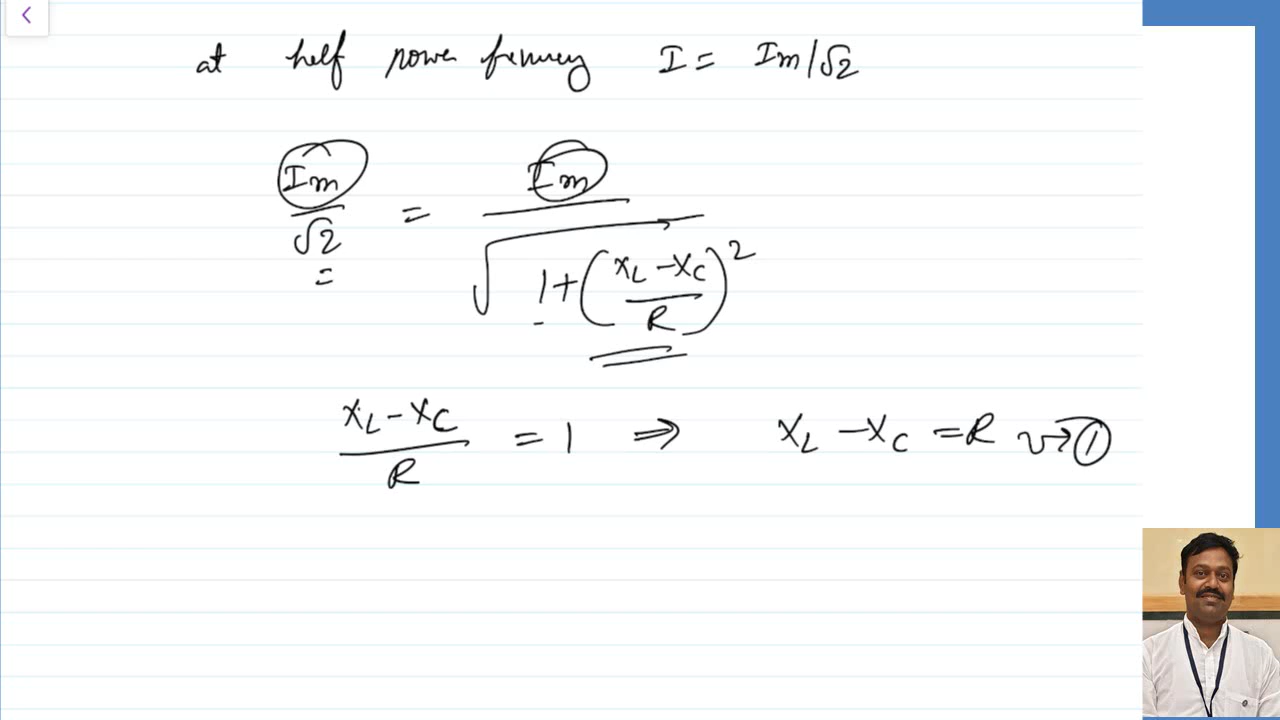 at half power frequency I = Im/√2
Im/√2 = Im/√(1+((XL-XC)/R)²)
(XL-XC)/R = 1 ⇒ XL-XC = R → ①